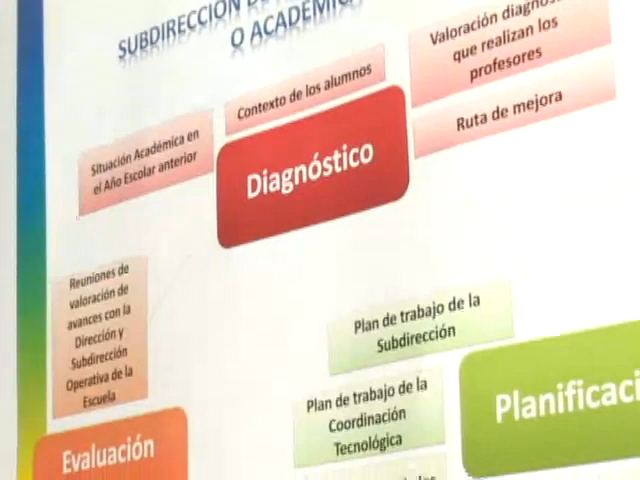 SUBDIRECCIÓN
O ACADÉMICA
Valoración
que realizan los
profesores
Contexto de los alumnos
Ruta de mejora
Situación Académica en
el Año Escolar anterior
Diagnóstico
Reuniones de
valoración de
avances con la
Dirección y
Subdirección
Operativa de la
Escuela
Plan de trabajo de la
Subdirección
Plan de trabajo de la
Coordinación
Tecnológica
Planificaci
Evaluación